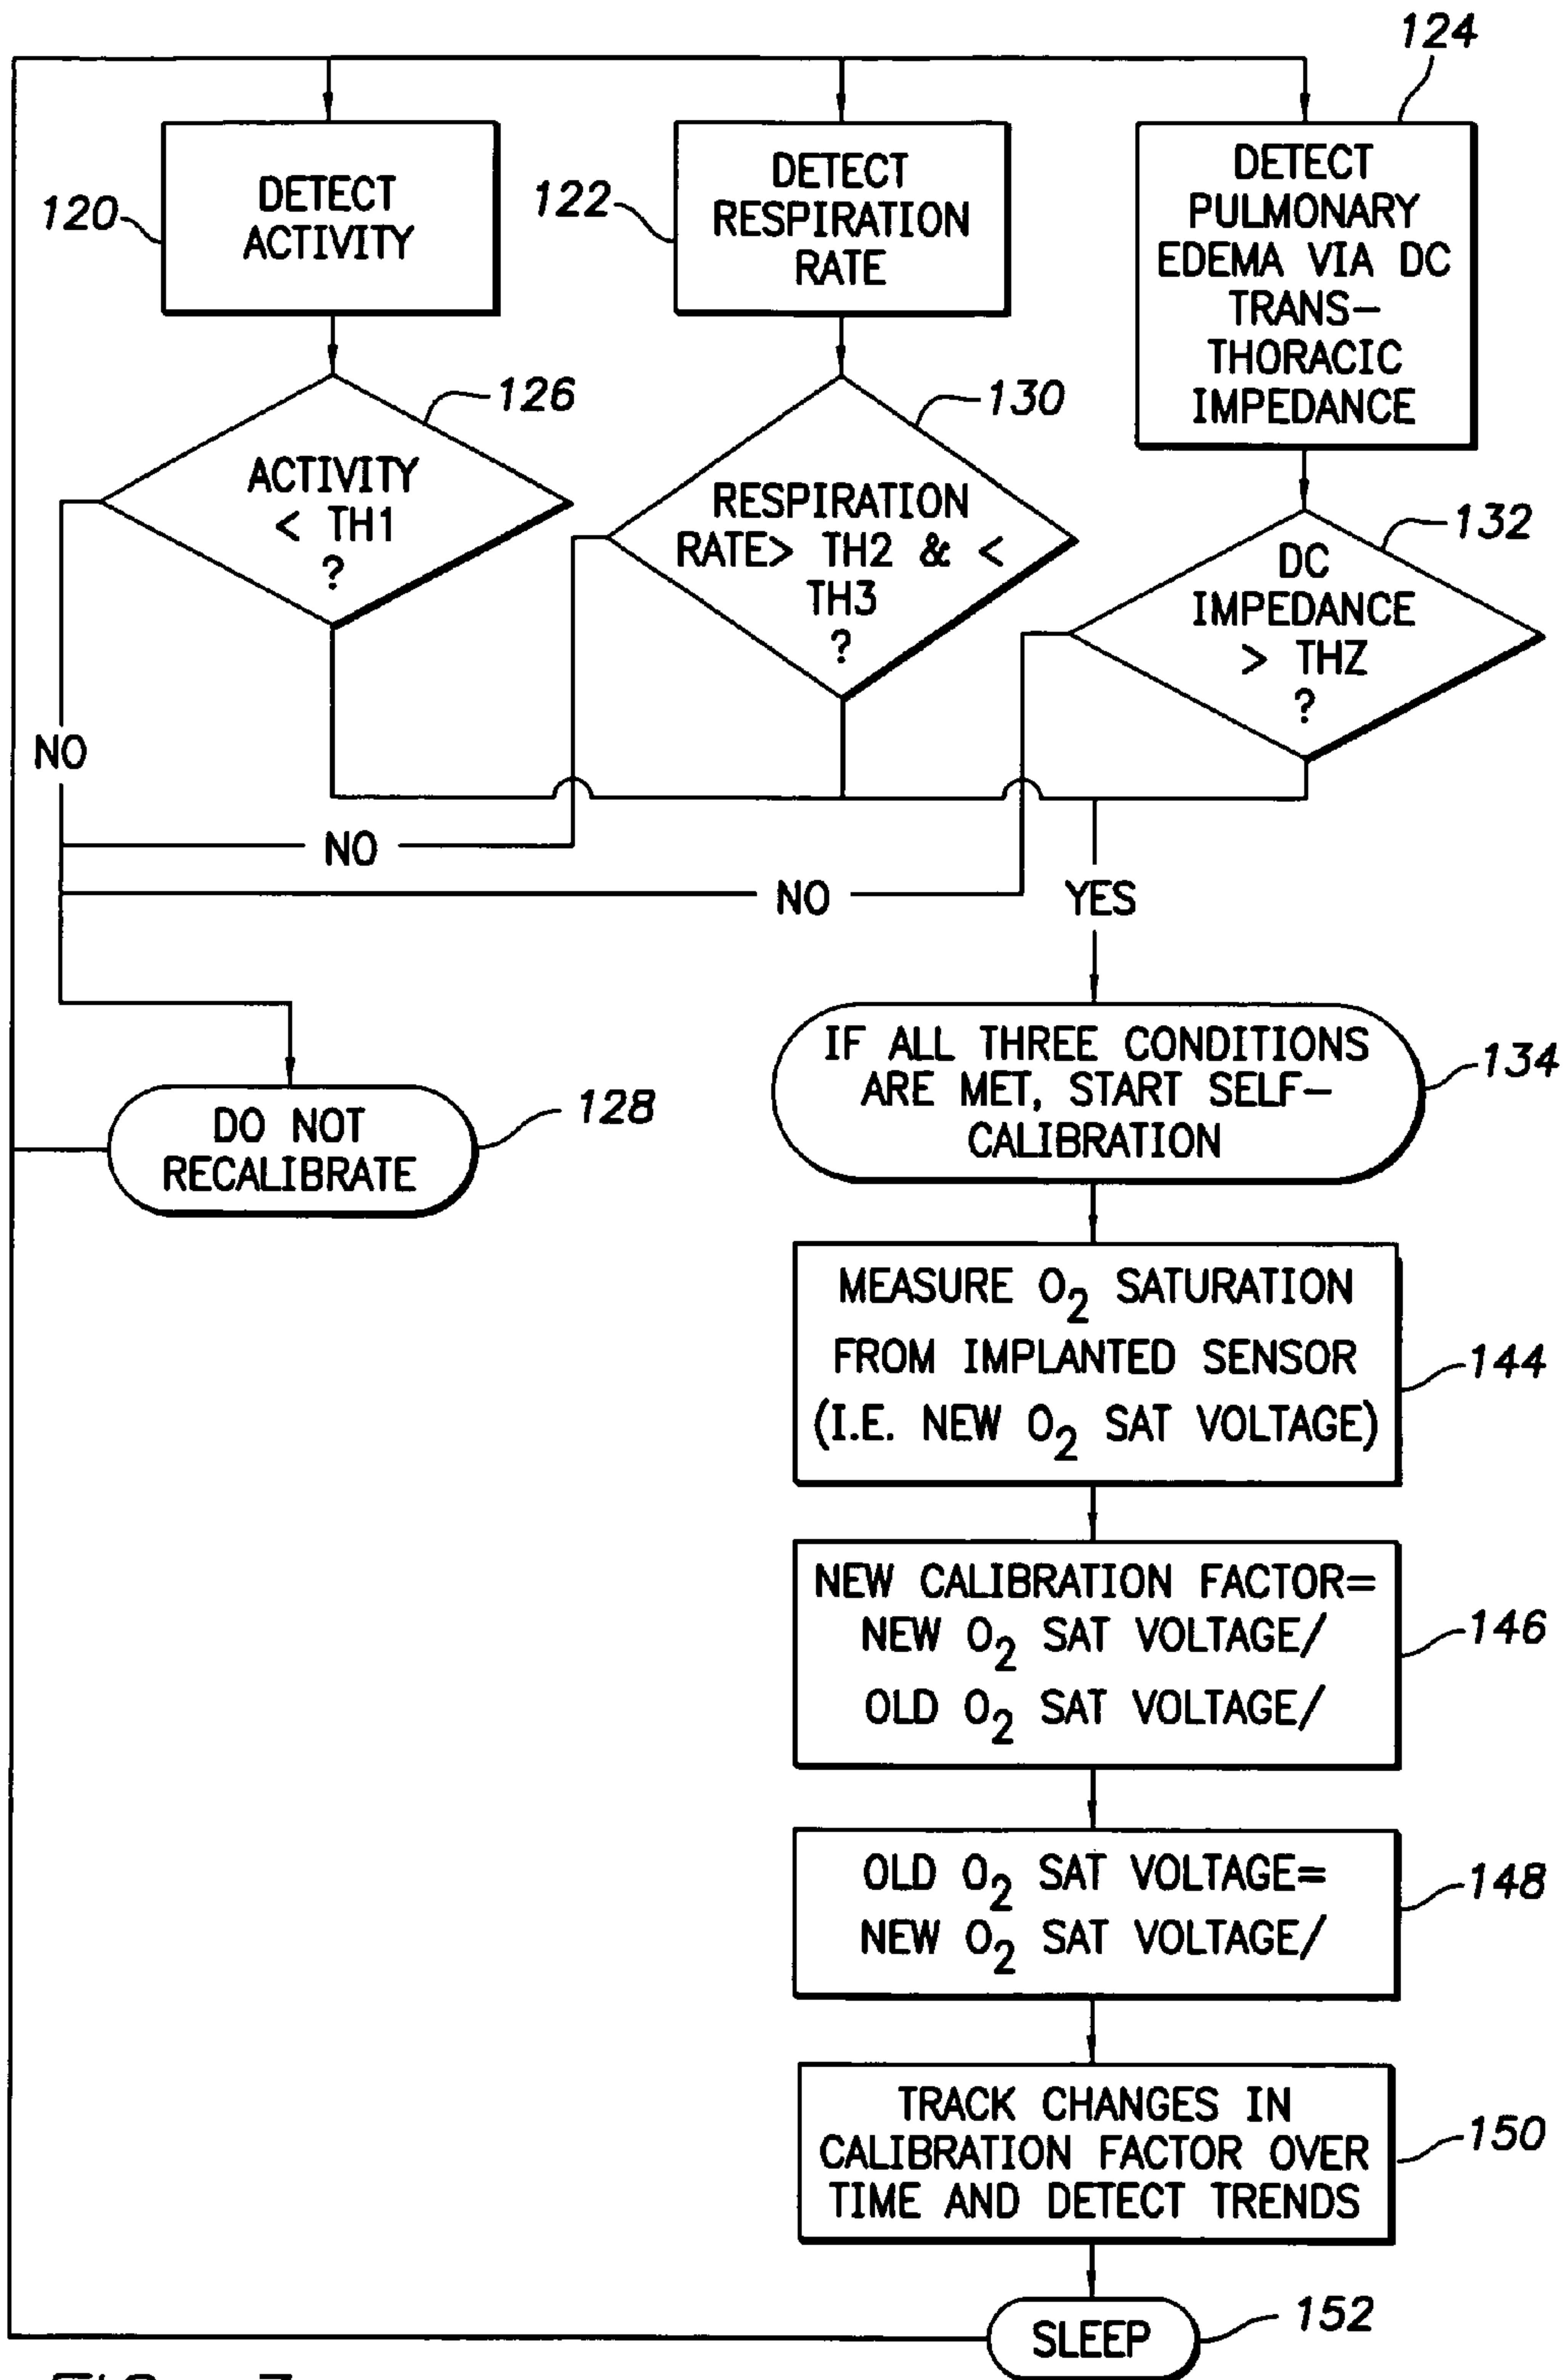 124
120
DETECT
ACTIVITY
122
DETECT
RESPIRATION
RATE
DETECT
PULMONARY
EDEMA VIA DC
TRANS-
THORACIC
IMPEDANCE
126
ACTIVITY
< TH1
?
130
RESPIRATION
RATE> TH2 & <
TH3
?
132
DC
IMPEDANCE
> THZ
?
NO
NO
NO
YES
IF ALL THREE CONDITIONS
ARE MET, START SELF-
CALIBRATION
134
DO NOT
RECALIBRATE
128
MEASURE O2 SATURATION
FROM IMPLANTED SENSOR
(I.E. NEW O2 SAT VOLTAGE)
144
NEW CALIBRATION FACTOR=
NEW O2 SAT VOLTAGE/
OLD O2 SAT VOLTAGE/
146
OLD O2 SAT VOLTAGE=
NEW O2 SAT VOLTAGE/
148
TRACK CHANGES IN
CALIBRATION FACTOR OVER
TIME AND DETECT TRENDS
150
SLEEP
152